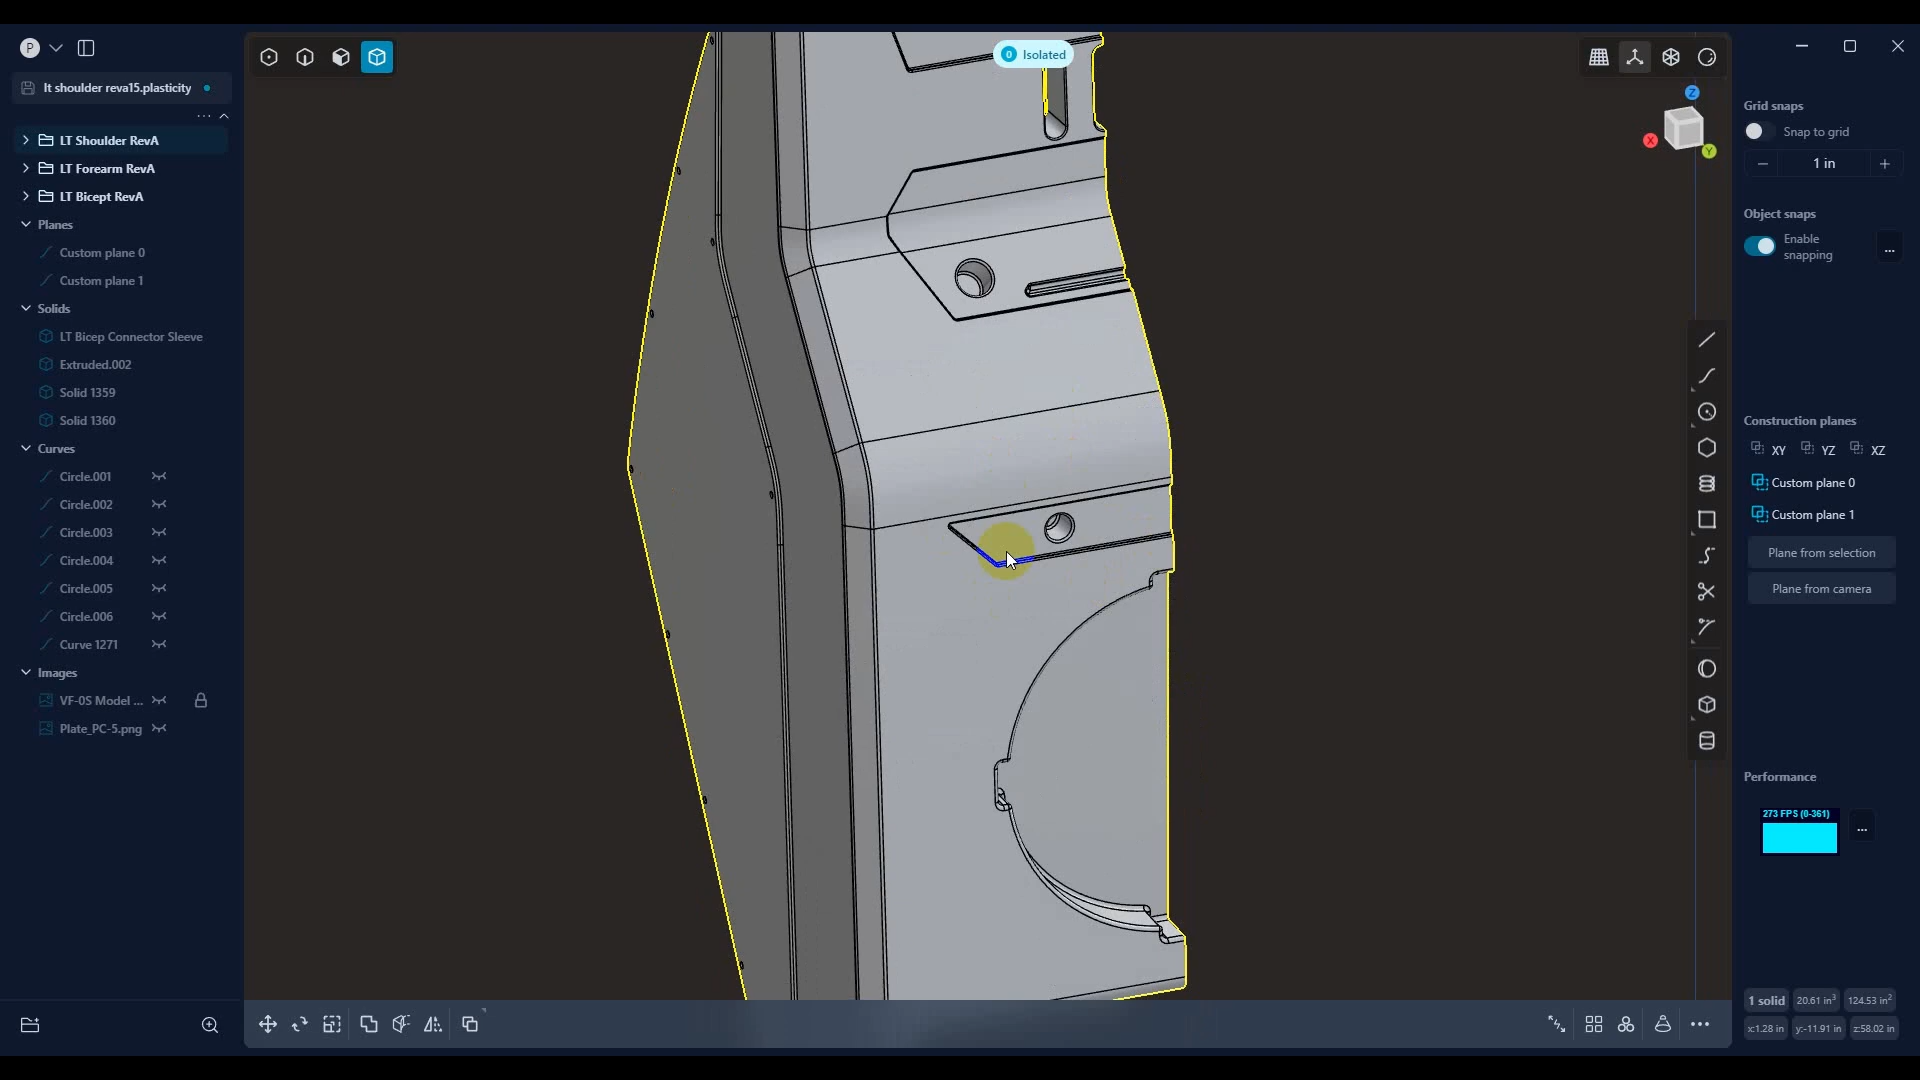 P
lt shoulder reva15.plasticity
LT Shoulder RevA
LT Forearm RevA
LT Bicept RevA
Planes
Custom plane 0
Custom plane 1
Solids
LT Bicep Connector Sleeve
Extruded.002
Solid 1359
Solid 1360
Curves
Circle.001
Circle.002
Circle.003
Circle.004
Circle.005
Circle.006
Curve 1271
Images
VF-0S Model ...
Plate_PC-5.png
0 Isolated
Z
X
Y
Grid snaps
Snap to grid
1 in
Object snaps
Enable
snapping
Construction planes
XY YZ XZ
Custom plane 0
Custom plane 1
Plane from selection
Plane from camera
Performance
273 FPS (0-361)
1 solid 20.61 in³ 124.53 in²
x:1.28 in y:-11.91 in z:58.02 in